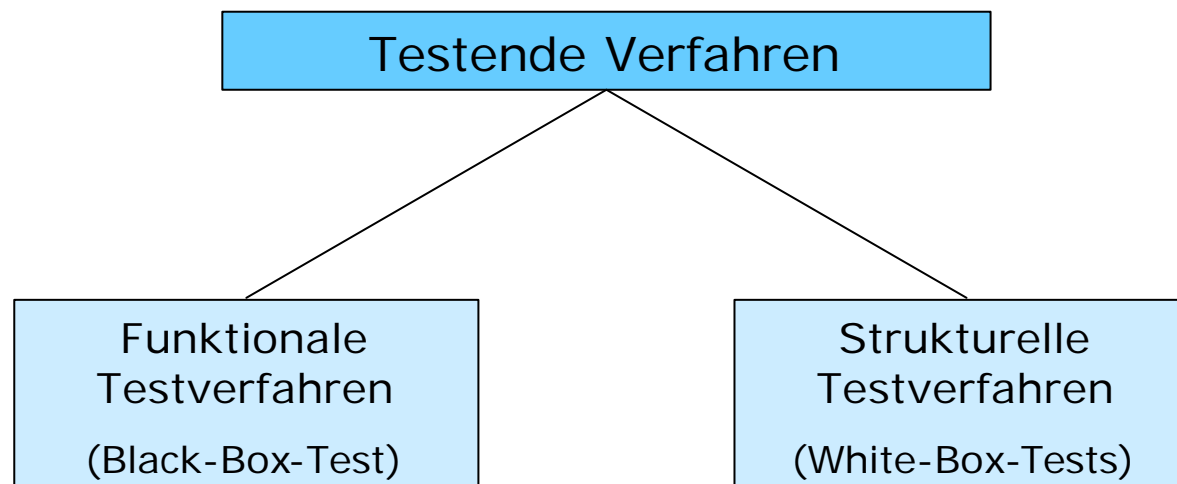 Testende Verfahren
Funktionale
Testverfahren
(Black-Box-Test)
Strukturelle
Testverfahren
(White-Box-Tests)